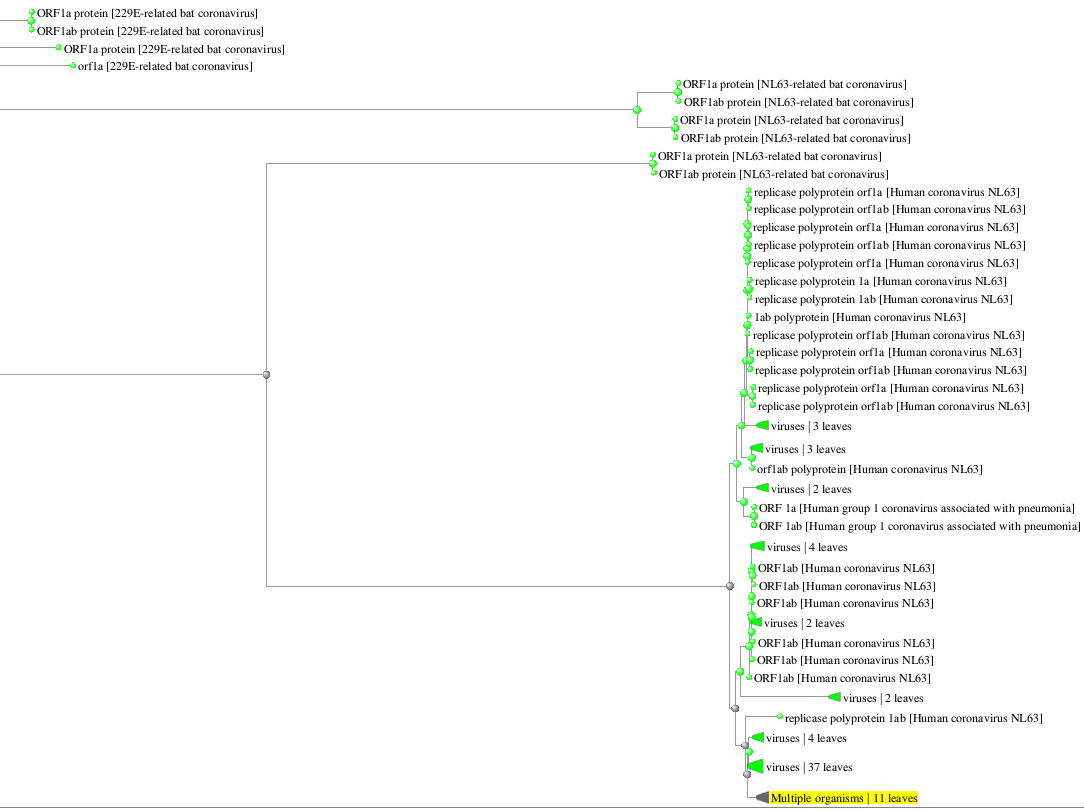 ORF1a protein [229E-related bat coronavirus]
ORF1ab protein [229E-related bat coronavirus]
ORF1a protein [229E-related bat coronavirus]
orf1a [229E-related bat coronavirus]
ORF1a protein [NL63-related bat coronavirus]
ORF1ab protein [NL63-related bat coronavirus]
ORF1a protein [NL63-related bat coronavirus]
ORF1ab protein [NL63-related bat coronavirus]
ORF1a protein [NL63-related bat coronavirus]
ORF1ab protein [NL63-related bat coronavirus]
replicase polyprotein orf1a [Human coronavirus NL63]
replicase polyprotein orf1ab [Human coronavirus NL63]
replicase polyprotein orf1a [Human coronavirus NL63]
replicase polyprotein orf1ab [Human coronavirus NL63]
replicase polyprotein orf1a [Human coronavirus NL63]
replicase polyprotein 1a [Human coronavirus NL63]
replicase polyprotein 1ab [Human coronavirus NL63]
1ab polyprotein [Human coronavirus NL63]
replicase polyprotein orf1ab [Human coronavirus NL63]
replicase polyprotein orf1a [Human coronavirus NL63]
replicase polyprotein orf1ab [Human coronavirus NL63]
replicase polyprotein orf1a [Human coronavirus NL63]
replicase polyprotein orf1ab [Human coronavirus NL63]
viruses | 3 leaves
viruses | 3 leaves
orf1ab polyprotein [Human coronavirus NL63]
viruses | 2 leaves
ORF 1a [Human group 1 coronavirus associated with pneumonia]
ORF 1ab [Human group 1 coronavirus associated with pneumonia]
viruses | 4 leaves
ORF1ab [Human coronavirus NL63]
ORF1ab [Human coronavirus NL63]
ORF1ab [Human coronavirus NL63]
viruses | 2 leaves
ORF1ab [Human coronavirus NL63]
ORF1ab [Human coronavirus NL63]
ORF1ab [Human coronavirus NL63]
viruses | 2 leaves
replicase polyprotein 1ab [Human coronavirus NL63]
viruses | 4 leaves
viruses | 37 leaves
Multiple organisms | 11 leaves